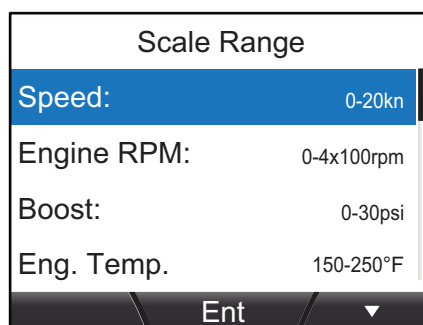 Scale Range
Speed: 0-20kn
Engine RPM: 0-4x100rpm
Boost: 0-30psi
Eng. Temp. 150-250°F
Ent ▼